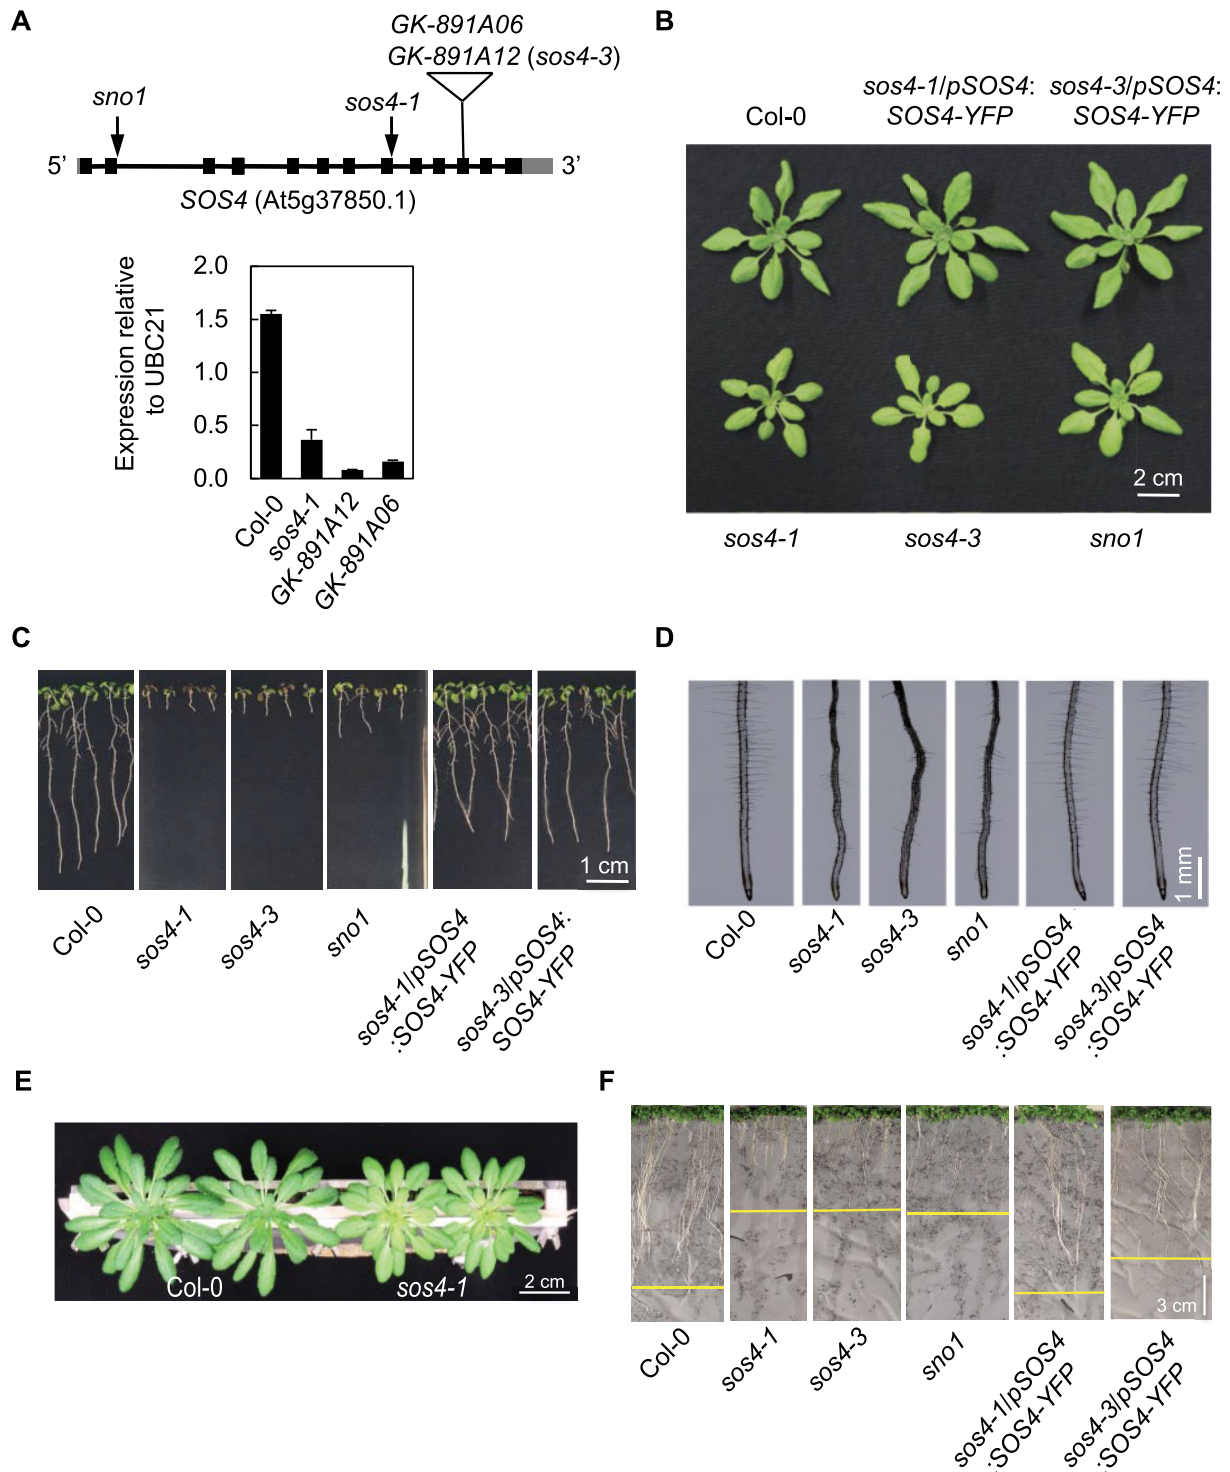 A
GK-891A06
GK-891A12 (sos4-3)
sno1
sos4-1
5’
3’
SOS4 (At5g37850.1)
Expression relative
to UBC21
2.0
1.5
1.0
0.5
0.0
Col-0
sos4-1
GK-891A12
GK-891A06
B
Col-0
sos4-1/pSOS4:
SOS4-YFP
sos4-3/pSOS4:
SOS4-YFP
2 cm
sos4-1
sos4-3
sno1
C
1 cm
Col-0
sos4-1
sos4-3
sno1
sos4-1/pSOS4
:SOS4-YFP
sos4-3/pSOS4:
SOS4-YFP
D
1 mm
Col-0
sos4-1
sos4-3
sno1
sos4-1/pSOS4
:SOS4-YFP
sos4-3/pSOS4
:SOS4-YFP
E
Col-0
sos4-1
2 cm
F
3 cm
Col-0
sos4-1
sos4-3
sno1
sos4-1/pSOS4
:SOS4-YFP
sos4-3/pSOS4
:SOS4-YFP